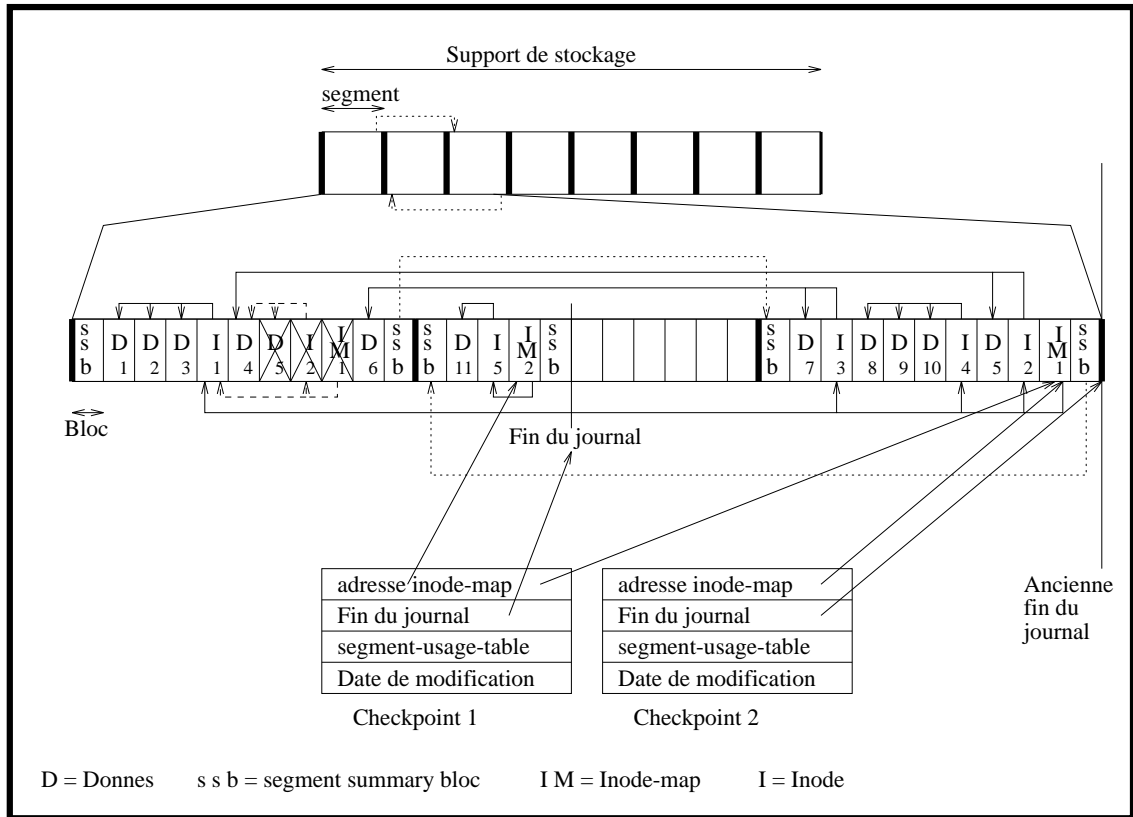 Support de stockage
segment
s s b D 1 D 2 D 3 I 1 D 4 D 5 I 2 I M 1 D 6 s s b s s b D 11 I 5 I M 2 s s b s s b D 7 I 3 D 8 D 9 D 10 I 4 D 5 I 2 I M 1 s s b
Bloc
Fin du journal
adresse inode-map
Fin du journal
segment-usage-table
Date de modification
Checkpoint 1
adresse inode-map
Fin du journal
segment-usage-table
Date de modification
Checkpoint 2
Ancienne
fin du
journal
D = Donnes s s b = segment summary bloc I M = Inode-map I = Inode